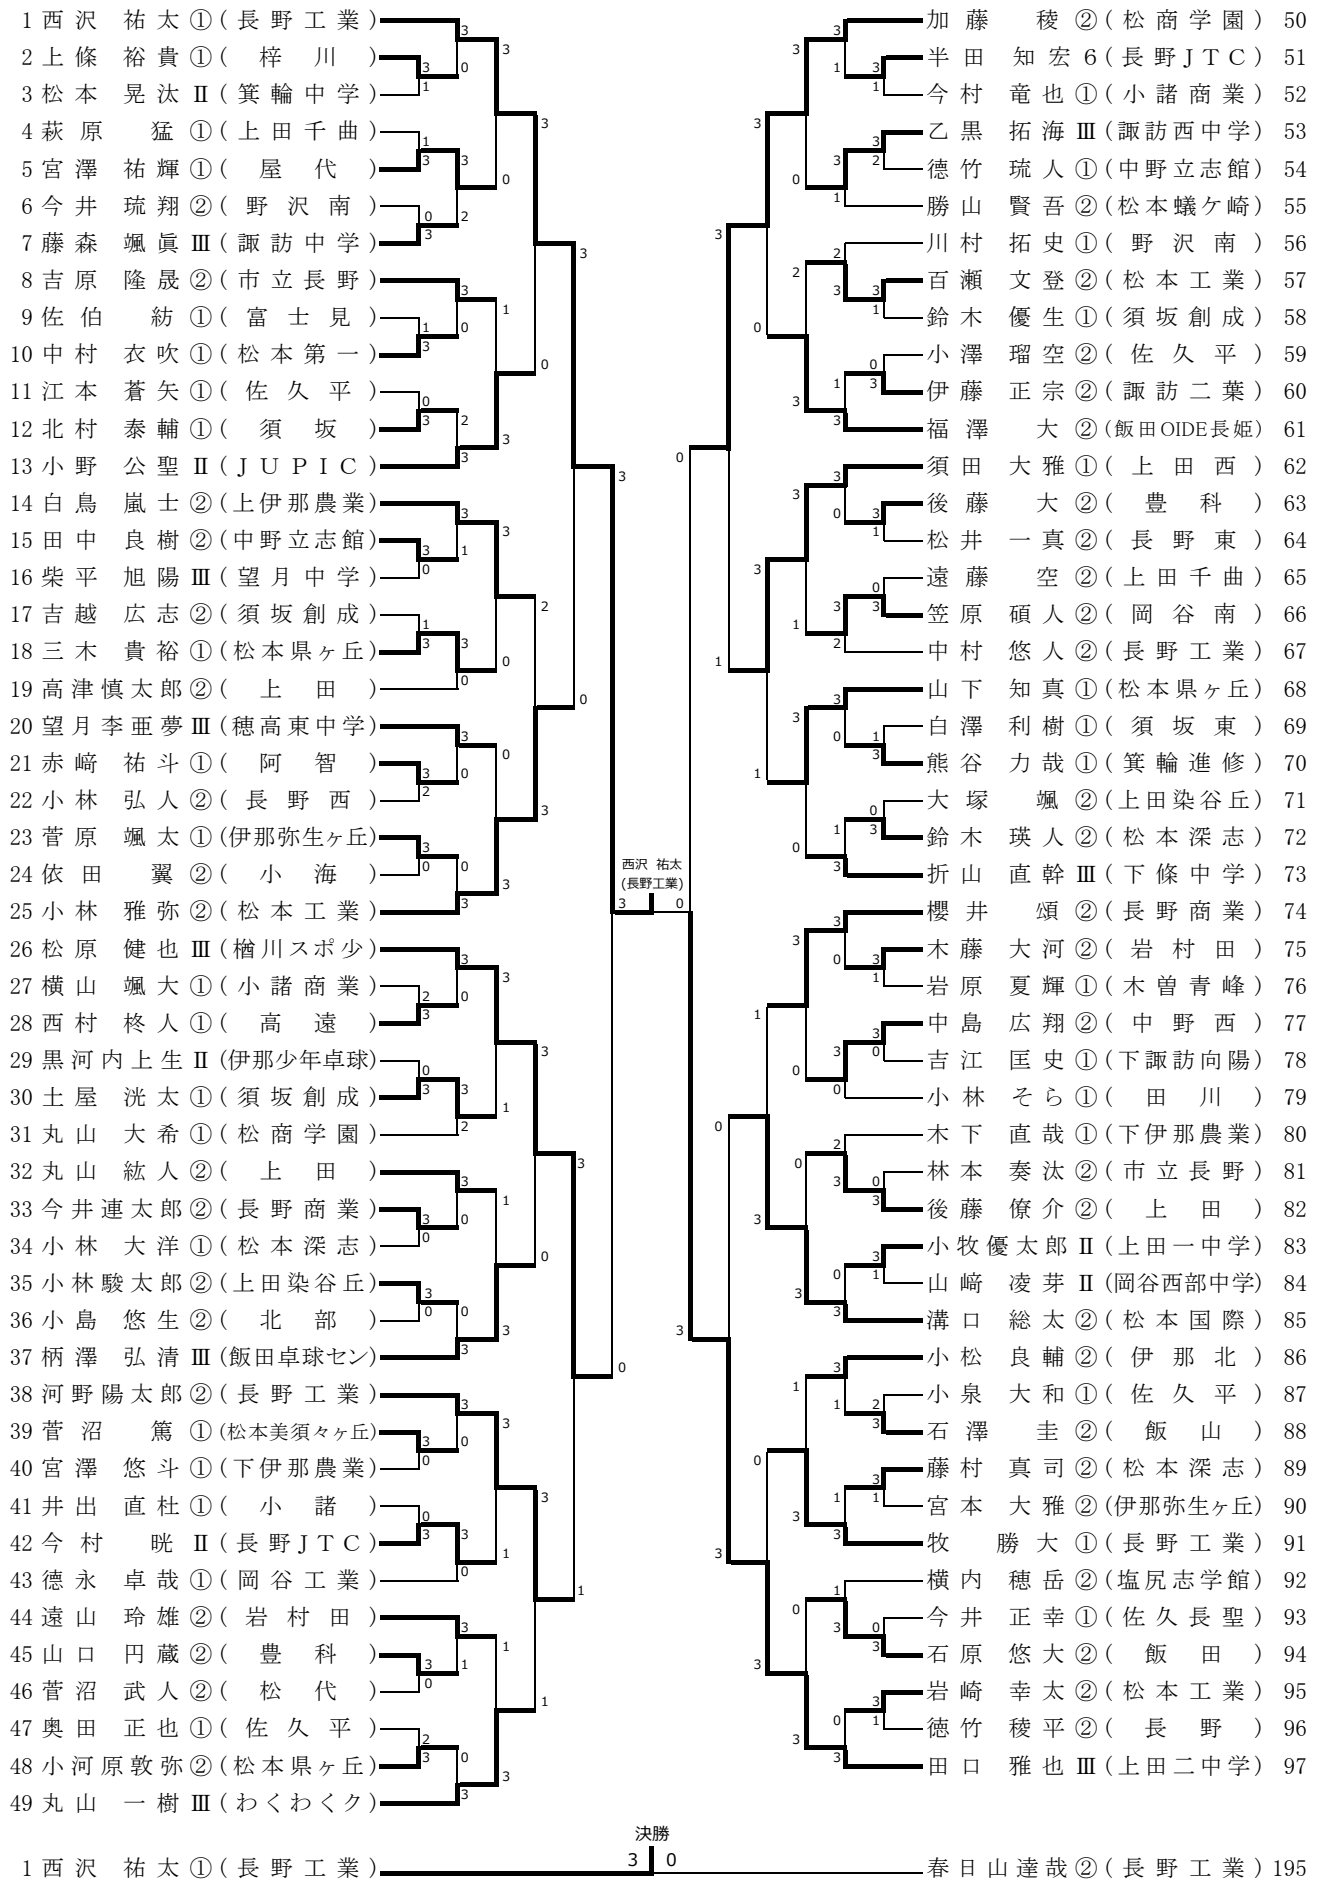 1 西沢 祐太 ① (長野工業)
2 上條 裕貴 ① (梓川)
3 松本 晃汰 Ⅱ (箕輪中学)
4 萩原 猛 ① (上田千曲)
5 宮澤 祐輝 ① (屋代)
6 今井 琉翔 ② (野沢南)
7 藤森 颯眞 Ⅲ (諏訪中学)
8 吉原 隆晟 ② (市立長野)
9 佐伯 紡 ① (富士見)
10 中村 衣吹 ① (松本第一)
11 江本 蒼矢 ① (佐久平)
12 北村 泰輔 ① (須坂)
13 小野 公聖 Ⅱ (JUPIC)
14 白鳥 嵐士 ② (上伊那農業)
15 田中 良樹 ② (中野立志館)
16 柴平 旭陽 Ⅲ (望月中学)
17 吉越 広志 ② (須坂創成)
18 三木 貴裕 ① (松本県ヶ丘)
19 高津慎太郎 ② (上田)
20 望月李亜夢 Ⅲ (穂高東中学)
21 赤﨑 祐斗 ① (阿智)
22 小林 弘人 ② (長野西)
23 菅原 颯太 ① (伊那弥生ヶ丘)
24 依田 翼 ② (小海)
25 小林 雅弥 ② (松本工業)
26 松原 健也 Ⅲ (楢川スポ少)
27 横山 颯大 ① (小諸商業)
28 西村 柊人 ① (高遠)
29 黒河内上生 Ⅱ (伊那少年卓球)
30 土屋 洸太 ① (須坂創成)
31 丸山 大希 ① (松商学園)
32 丸山 紘人 ② (上田)
33 今井連太郎 ② (長野商業)
34 小林 大洋 ① (松本深志)
35 小林駿太郎 ② (上田染谷丘)
36 小島 悠生 ② (北部)
37 柄澤 弘清 Ⅲ (飯田卓球セン)
38 河野陽太郎 ② (長野工業)
39 菅沼 篤 ① (松本美須々ヶ丘)
40 宮澤 悠斗 ① (下伊那農業)
41 井出 直杜 ① (小諸)
42 今村 晄 Ⅱ (長野JTC)
43 德永 卓哉 ① (岡谷工業)
44 遠山 玲雄 ② (岩村田)
45 山口 円蔵 ② (豊科)
46 菅沼 武人 ② (松代)
47 奥田 正也 ① (佐久平)
48 小河原敦弥 ② (松本県ヶ丘)
49 丸山 一樹 Ⅲ (わくわくク)
西沢 祐太
(長野工業)
3 0
加藤 稜 ② (松商学園) 50
半田 知宏 6 (長野JTC) 51
今村 竜也 ① (小諸商業) 52
乙黒 拓海 Ⅲ (諏訪西中学) 53
德竹 琉人 ① (中野立志館) 54
勝山 賢吾 ② (松本蟻ケ崎) 55
川村 拓史 ① (野沢南) 56
百瀬 文登 ② (松本工業) 57
鈴木 優生 ① (須坂創成) 58
小澤 瑠空 ② (佐久平) 59
伊藤 正宗 ② (諏訪二葉) 60
福澤 大 ② (飯田OIDE長姫) 61
須田 大雅 ① (上田西) 62
後藤 大 ② (豊科) 63
松井 一真 ② (長野東) 64
遠藤 空 ② (上田千曲) 65
笠原 碩人 ② (岡谷南) 66
中村 悠人 ② (長野工業) 67
山下 知真 ① (松本県ヶ丘) 68
白澤 利樹 ① (須坂東) 69
熊谷 力哉 ① (箕輪進修) 70
大塚 颯 ② (上田染谷丘) 71
鈴木 瑛人 ② (松本深志) 72
折山 直幹 Ⅲ (下條中学) 73
櫻井 頌 ② (長野商業) 74
木藤 大河 ② (岩村田) 75
岩原 夏輝 ① (木曽青峰) 76
中島 広翔 ② (中野西) 77
吉江 匡史 ① (下諏訪向陽) 78
小林 そら ① (田川) 79
木下 直哉 ① (下伊那農業) 80
林本 奏汰 ② (市立長野) 81
後藤 僚介 ② (上田) 82
小牧優太郎 Ⅱ (上田一中学) 83
山﨑 凌芽 Ⅱ (岡谷西部中学) 84
溝口 総太 ② (松本国際) 85
小松 良輔 ② (伊那北) 86
小泉 大和 ① (佐久平) 87
石澤 圭 ② (飯山) 88
藤村 真司 ② (松本深志) 89
宮本 大雅 ② (伊那弥生ヶ丘) 90
牧 勝大 ① (長野工業) 91
横内 穂岳 ② (塩尻志学館) 92
今井 正幸 ① (佐久長聖) 93
石原 悠大 ② (飯田) 94
岩崎 幸太 ② (松本工業) 95
徳竹 稜平 ② (長野) 96
田口 雅也 Ⅲ (上田二中学) 97
決勝
1 西沢 祐太 ① (長野工業) 3 0 春日山達哉 ② (長野工業) 195